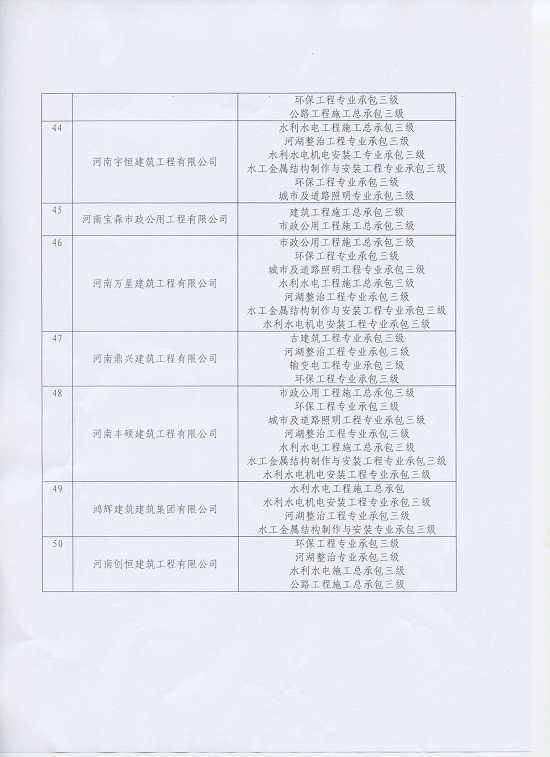 环保工程专业承包三级
公路工程施工总承包三级
44
河南宇恒建筑工程有限公司
水利水电工程施工总承包三级
河湖整治工程专业承包三级
水利水电机电安装工专业承包三级
水工金属结构制作与安装工程专业承包三级
环保工程专业承包三级
城市及道路照明专业承包三级
45
河南宝森市政公用工程有限公司
建筑工程施工总承包三级
市政公用工程施工总承包三级
46
河南万星建筑工程有限公司
市政公用工程施工总承包三级
环保工程专业承包三级
城市及道路照明工程专业承包三级
水利水电工程施工总承包三级
河湖整治工程专业承包三级
水工金属结构制作与安装工程专业承包三级
水利水电机电安装工程专业承包三级
47
河南鼎兴建筑工程有限公司
古建筑工程专业承包三级
河湖整治工程专业承包三级
输变电工程专业承包三级
环保工程专业承包三级
48
河南丰硕建筑工程有限公司
市政公用工程施工总承包三级
环保工程专业承包三级
城市及道路照明工程专业承包三级
河湖整治工程专业承包三级
水利水电工程施工总承包三级
水工金属结构制作与安装工程专业承包三级
水利水电机电安装工程专业承包三级
49
鸿辉建筑建筑集团有限公司
水利水电工程施工总承包
水利水电机电安装工程专业承包三级
河湖整治工程专业承包三级
水工金属结构制作与安装专业承包三级
50
河南创恒建筑工程有限公司
环保工程专业承包三级
河湖整治专业承包三级
水利水电施工总承包三级
公路工程施工总承包三级